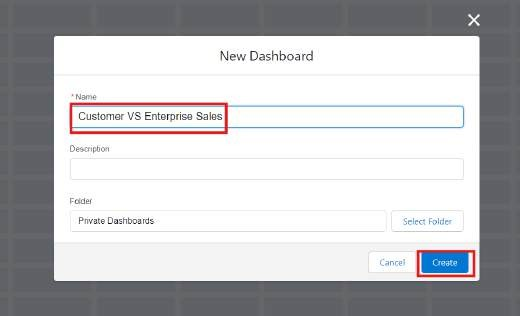 New Dashboard
* Name
Customer VS Enterprise Sales
Description
Folder
Private Dashboards
Select Folder
Cancel
Create